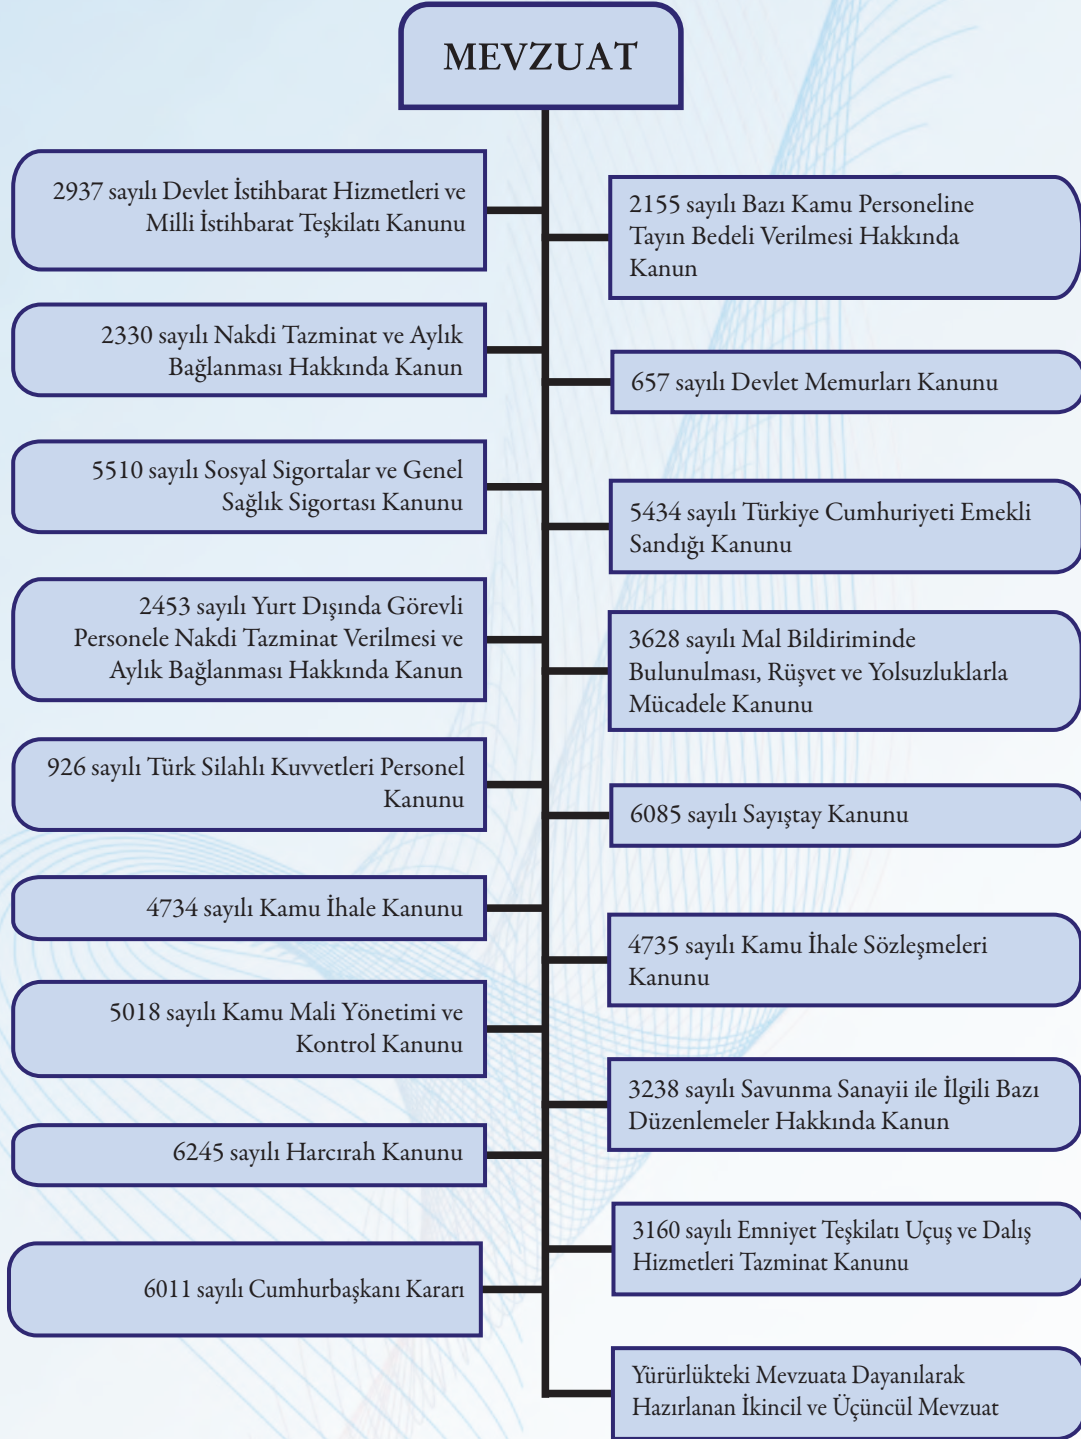 MEVZUAT
2937 sayılı Devlet İstihbarat Hizmetleri ve
Milli İstihbarat Teşkilatı Kanunu
2155 sayılı Bazı Kamu Personeline
Tayın Bedeli Verilmesi Hakkında
Kanun
2330 sayılı Nakdi Tazminat ve Aylık
Bağlanması Hakkında Kanun
657 sayılı Devlet Memurları Kanunu
5510 sayılı Sosyal Sigortalar ve Genel
Sağlık Sigortası Kanunu
5434 sayılı Türkiye Cumhuriyeti Emekli
Sandığı Kanunu
2453 sayılı Yurt Dışında Görevli
Personele Nakdi Tazminat Verilmesi ve
Aylık Bağlanması Hakkında Kanun
3628 sayılı Mal Bildiriminde
Bulunulması, Rüşvet ve Yolsuzluklarla
Mücadele Kanunu
926 sayılı Türk Silahlı Kuvvetleri Personel
Kanunu
6085 sayılı Sayıştay Kanunu
4734 sayılı Kamu İhale Kanunu
4735 sayılı Kamu İhale Sözleşmeleri
Kanunu
5018 sayılı Kamu Mali Yönetimi ve
Kontrol Kanunu
3238 sayılı Savunma Sanayii ile İlgili Bazı
Düzenlemeler Hakkında Kanun
6245 sayılı Harcırah Kanunu
3160 sayılı Emniyet Teşkilatı Uçuş ve Dalış
Hizmetleri Tazminat Kanunu
6011 sayılı Cumhurbaşkanı Kararı
Yürürlükteki Mevzuata Dayanılarak
Hazırlanan İkincil ve Üçüncül Mevzuat